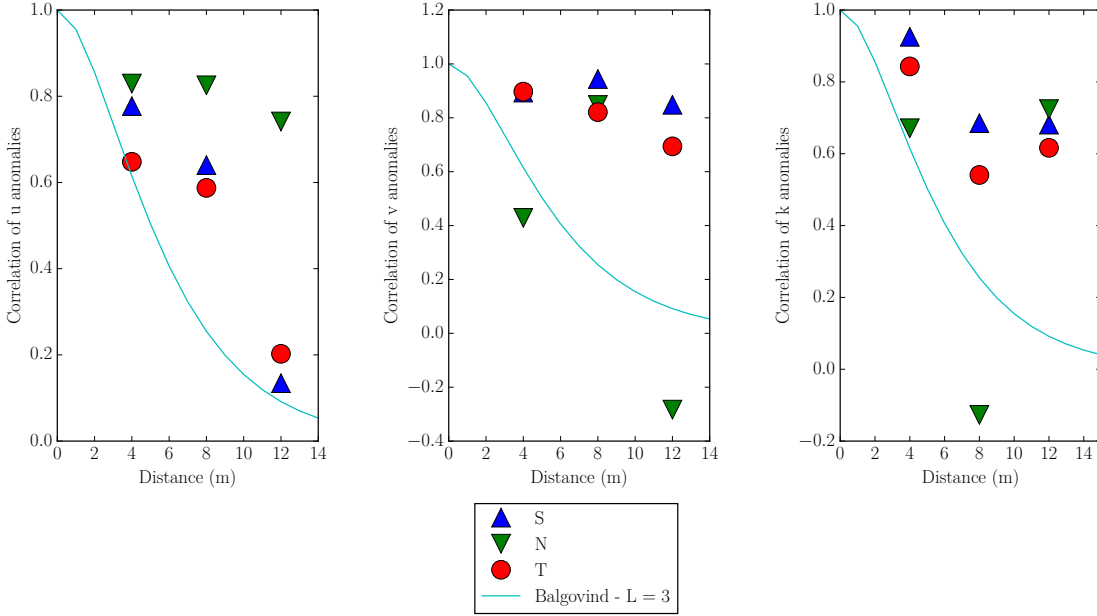 1.0
0.8
0.6
0.4
0.2
0.0
0 2 4 6 8 10 12 14
Distance (m)
Correlation of u anomalies
1.2
1.0
0.8
0.6
0.4
0.2
0.0
−0.2
−0.4
0 2 4 6 8 10 12 14
Distance (m)
Correlation of v anomalies
1.0
0.8
0.6
0.4
0.2
0.0
−0.2
0 2 4 6 8 10 12 14
Distance (m)
Correlation of k anomalies
S
N
T
Balgovind - L = 3